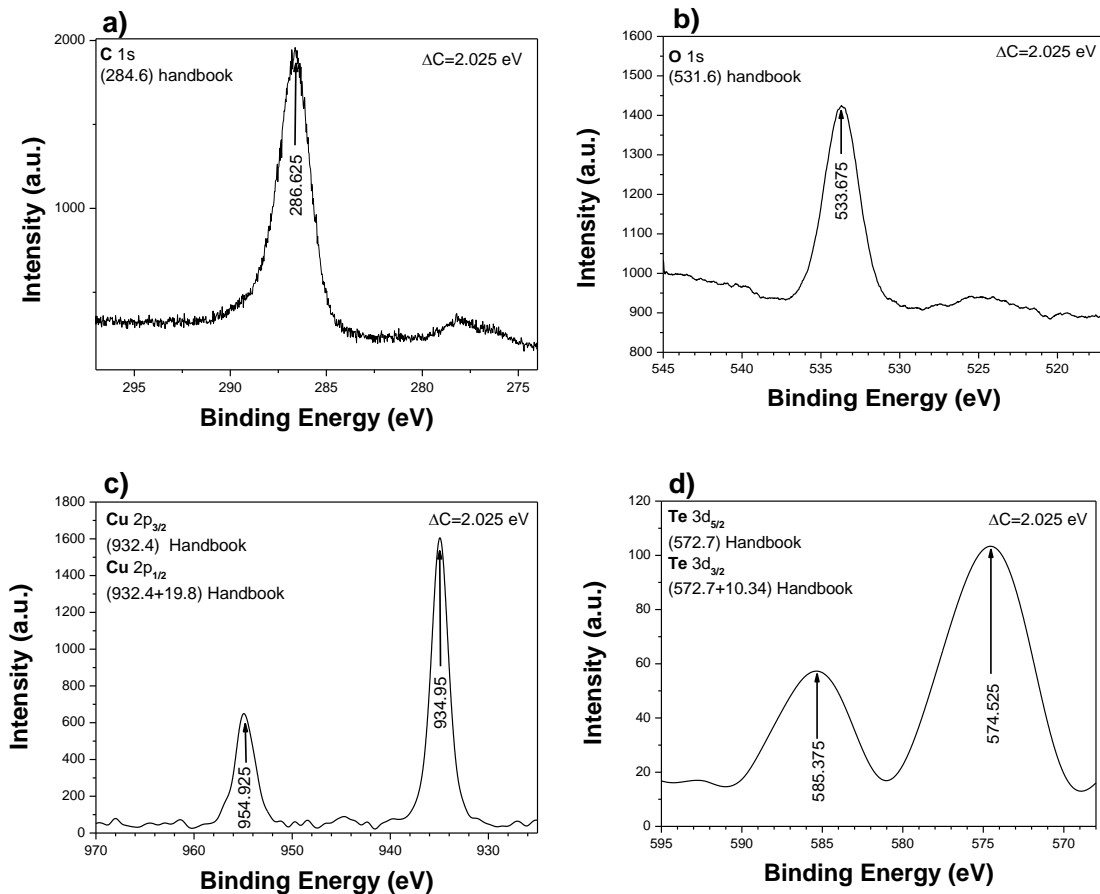 a)
C 1s
(284.6) handbook
ΔC=2.025 eV
286.625
2000
1000
295
290
285
280
275
Intensity (a.u.)
Binding Energy (eV)
b)
O 1s
(531.6) handbook
ΔC=2.025 eV
533.675
1600
1500
1400
1300
1200
1100
1000
900
800
545
540
535
530
525
520
Intensity (a.u.)
Binding Energy (eV)
c)
Cu 2p3/2
(932.4) Handbook
Cu 2p1/2
(932.4+19.8) Handbook
ΔC=2.025 eV
954.925
934.95
1800
1600
1400
1200
1000
800
600
400
200
0
970
960
950
940
930
Intensity (a.u.)
Binding Energy (eV)
d)
Te 3d5/2
(572.7) Handbook
Te 3d3/2
(572.7+10.34) Handbook
ΔC=2.025 eV
585.375
574.525
120
100
80
60
40
20
0
595
590
585
580
575
570
Intensity (a.u.)
Binding Energy (eV)